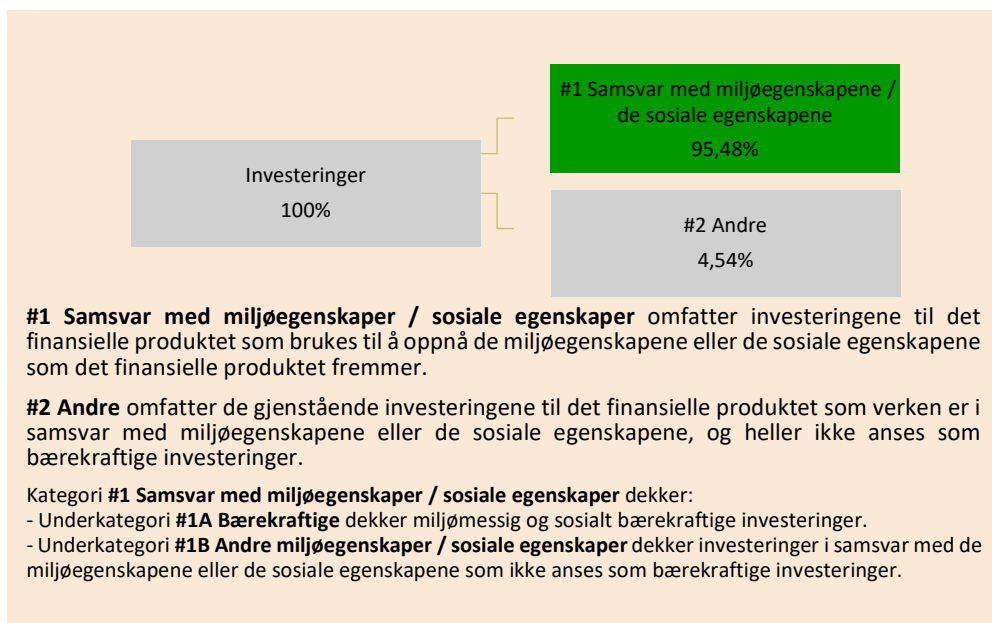 #1 Samsvar med miljøegenskapene /
de sosiale egenskapene
95,48%
Investeringer
100%
#2 Andre
4,54%
#1 Samsvar med miljøegenskaper / sosiale egenskaper omfatter investeringene til det
finansielle produktet som brukes til å oppnå de miljøegenskapene eller de sosiale egenskapene
som det finansielle produktet fremmer.
#2 Andre omfatter de gjenstående investeringene til det finansielle produktet som verken er i
samsvar med miljøegenskapene eller de sosiale egenskapene, og heller ikke anses som
bærekraftige investeringer.
Kategori #1 Samsvar med miljøegenskaper / sosiale egenskaper dekker:
- Underkategori #1A Bærekraftige dekker miljømessig og sosialt bærekraftige investeringer.
- Underkategori #1B Andre miljøegenskaper / sosiale egenskaper dekker investeringer i samsvar med de
miljøegenskapene eller de sosiale egenskapene som ikke anses som bærekraftige investeringer.